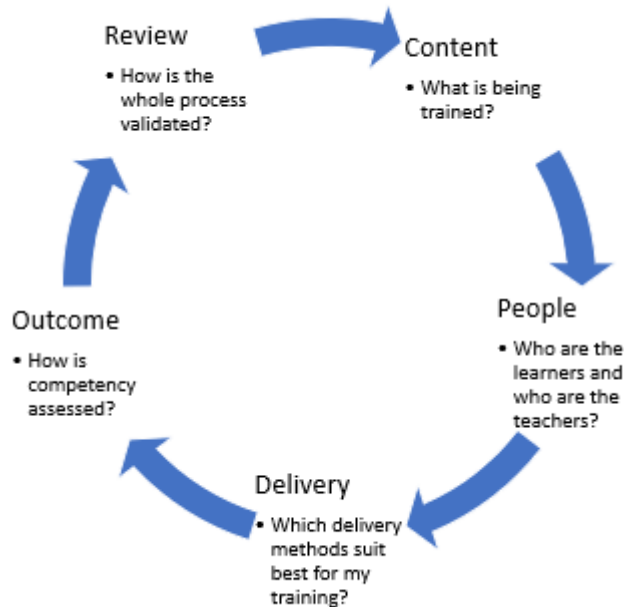 Review
• How is the
whole process
validated?
Content
• What is being
trained?
People
• Who are the
learners and
who are the
teachers?
Delivery
• Which delivery
methods suit
best for my
training?
Outcome
• How is
competency
assessed?